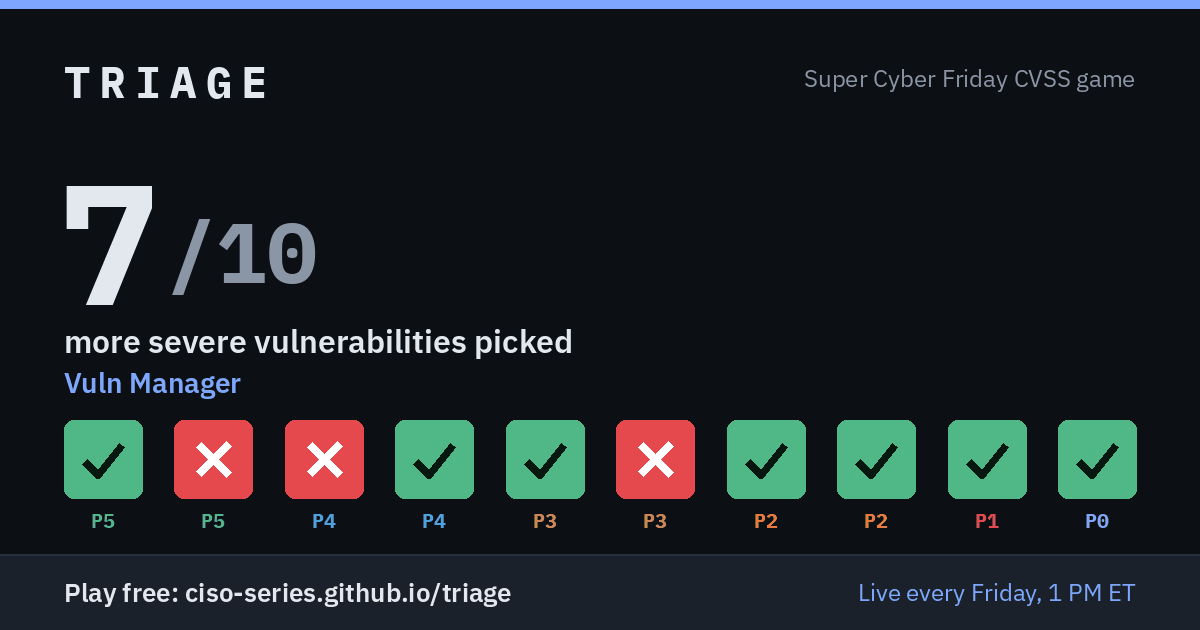 TRIAGE
Super Cyber Friday CVSS game
7/10
more severe vulnerabilities picked
Vuln Manager
P5 P5 P4 P4 P3 P3 P2 P2 P1 P0
Play free: ciso-series.github.io/triage
Live every Friday, 1 PM ET